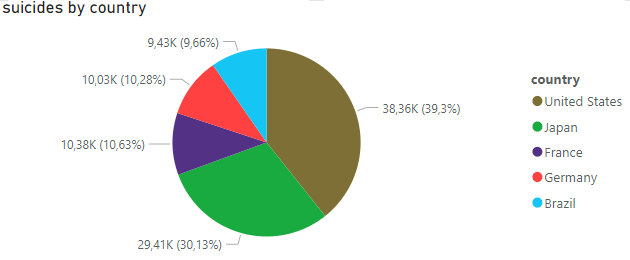 suicides by country
9,43K (9,66%)
10,03K (10,28%)
10,38K (10,63%)
29,41K (30,13%)
38,36K (39,3%)
country
United States
Japan
France
Germany
Brazil